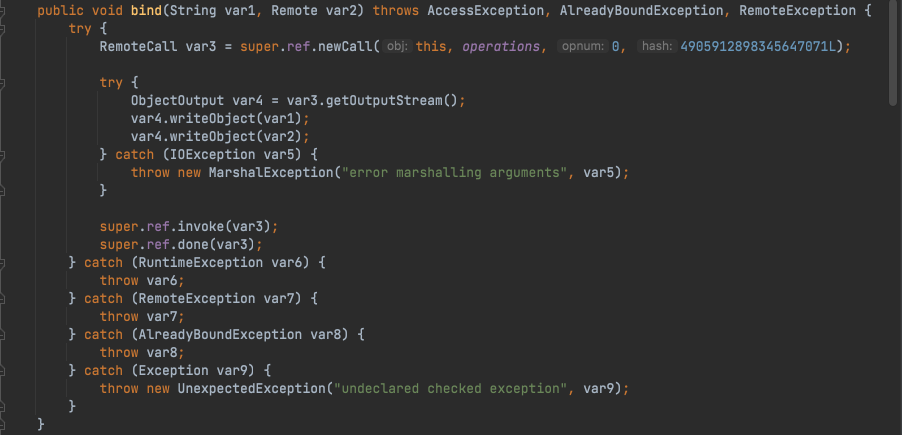 public void bind(String var1, Remote var2) throws AccessException, AlreadyBoundException, RemoteException {
    try {
        RemoteCall var3 = super.ref.newCall( obj: this, operations, opnum: 0, hash: 4905912898345647071L);

        try {
            ObjectOutput var4 = var3.getOutputStream();
            var4.writeObject(var1);
            var4.writeObject(var2);
        } catch (IOException var5) {
            throw new MarshalException("error marshalling arguments", var5);
        }

        super.ref.invoke(var3);
        super.ref.done(var3);
    } catch (RuntimeException var6) {
        throw var6;
    } catch (RemoteException var7) {
        throw var7;
    } catch (AlreadyBoundException var8) {
        throw var8;
    } catch (Exception var9) {
        throw new UnexpectedException("undeclared checked exception", var9);
    }
}